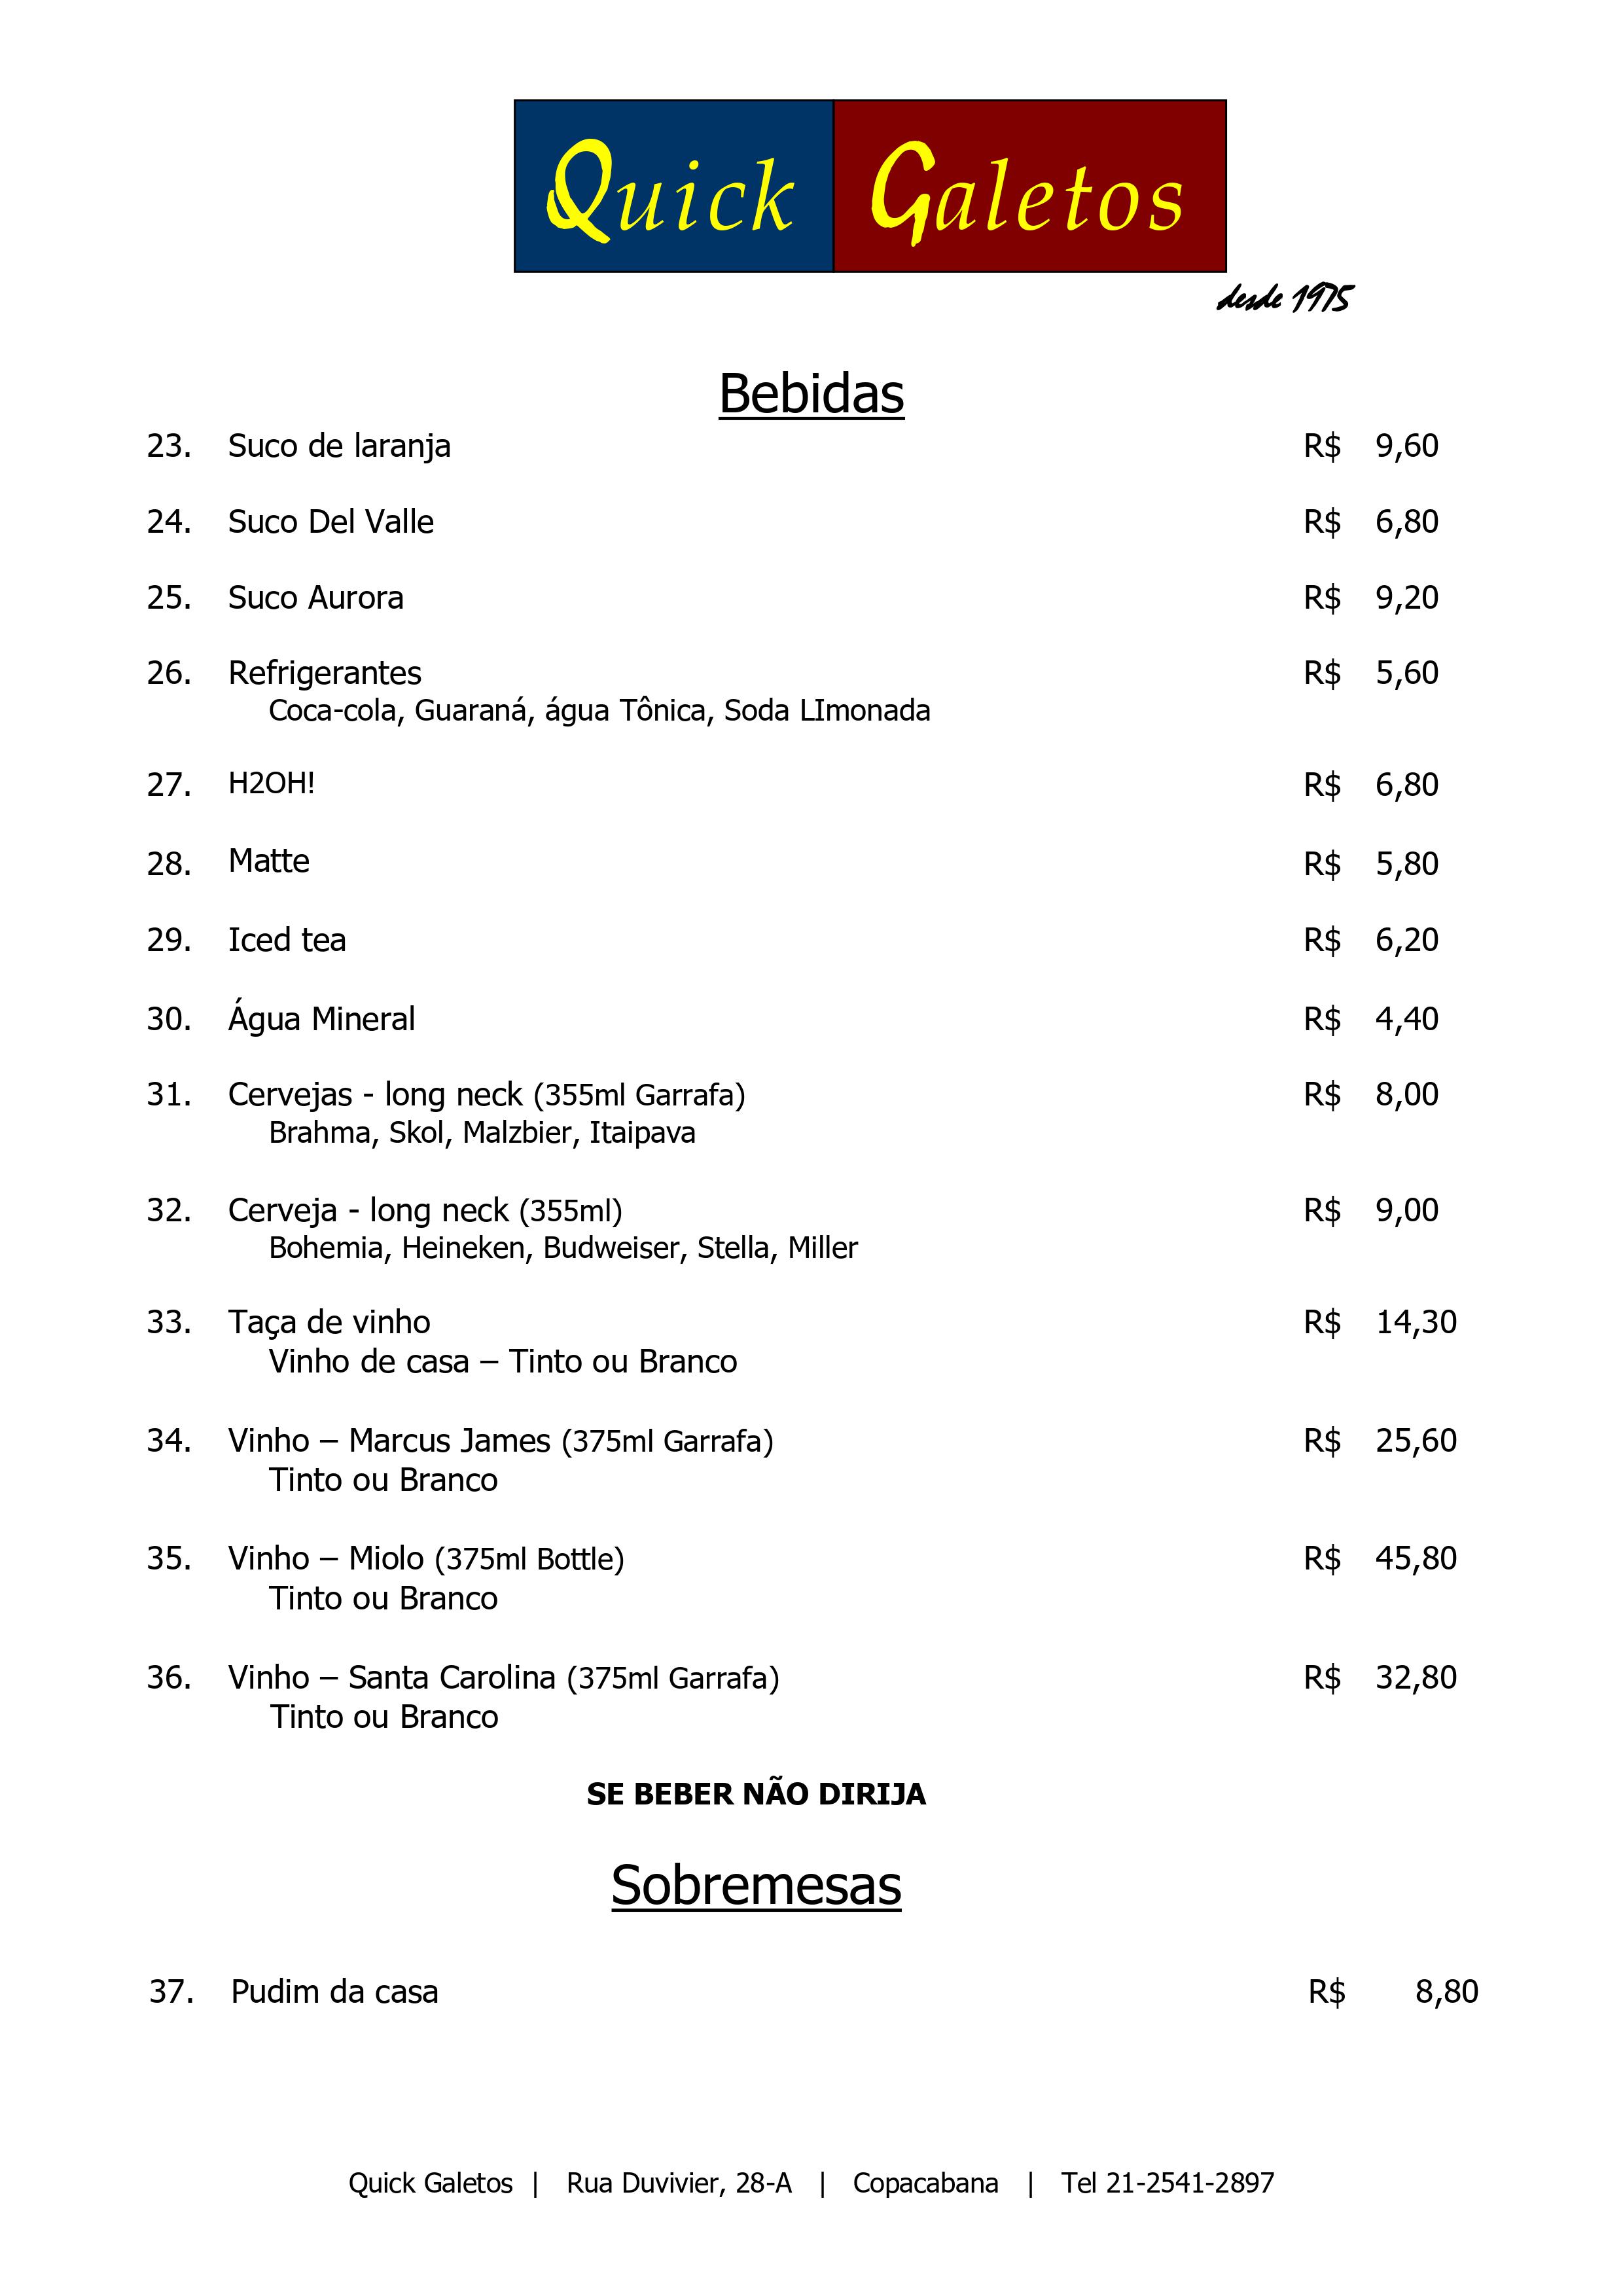 Quick Galetos
desde 1975
Bebidas
23. Suco de laranja R$ 9,60
24. Suco Del Valle R$ 6,80
25. Suco Aurora R$ 9,20
26. Refrigerantes R$ 5,60
Coca-cola, Guaraná, água Tônica, Soda LImonada
27. H2OH! R$ 6,80
28. Matte R$ 5,80
29. Iced tea R$ 6,20
30. Água Mineral R$ 4,40
31. Cervejas - long neck (355ml Garrafa) R$ 8,00
Brahma, Skol, Malzbier, Itaipava
32. Cerveja - long neck (355ml) R$ 9,00
Bohemia, Heineken, Budweiser, Stella, Miller
33. Taça de vinho R$ 14,30
Vinho de casa – Tinto ou Branco
34. Vinho – Marcus James (375ml Garrafa) R$ 25,60
Tinto ou Branco
35. Vinho – Miolo (375ml Bottle) R$ 45,80
Tinto ou Branco
36. Vinho – Santa Carolina (375ml Garrafa) R$ 32,80
Tinto ou Branco
SE BEBER NÃO DIRIJA
Sobremesas
37. Pudim da casa R$ 8,80
Quick Galetos | Rua Duvivier, 28-A | Copacabana | Tel 21-2541-2897